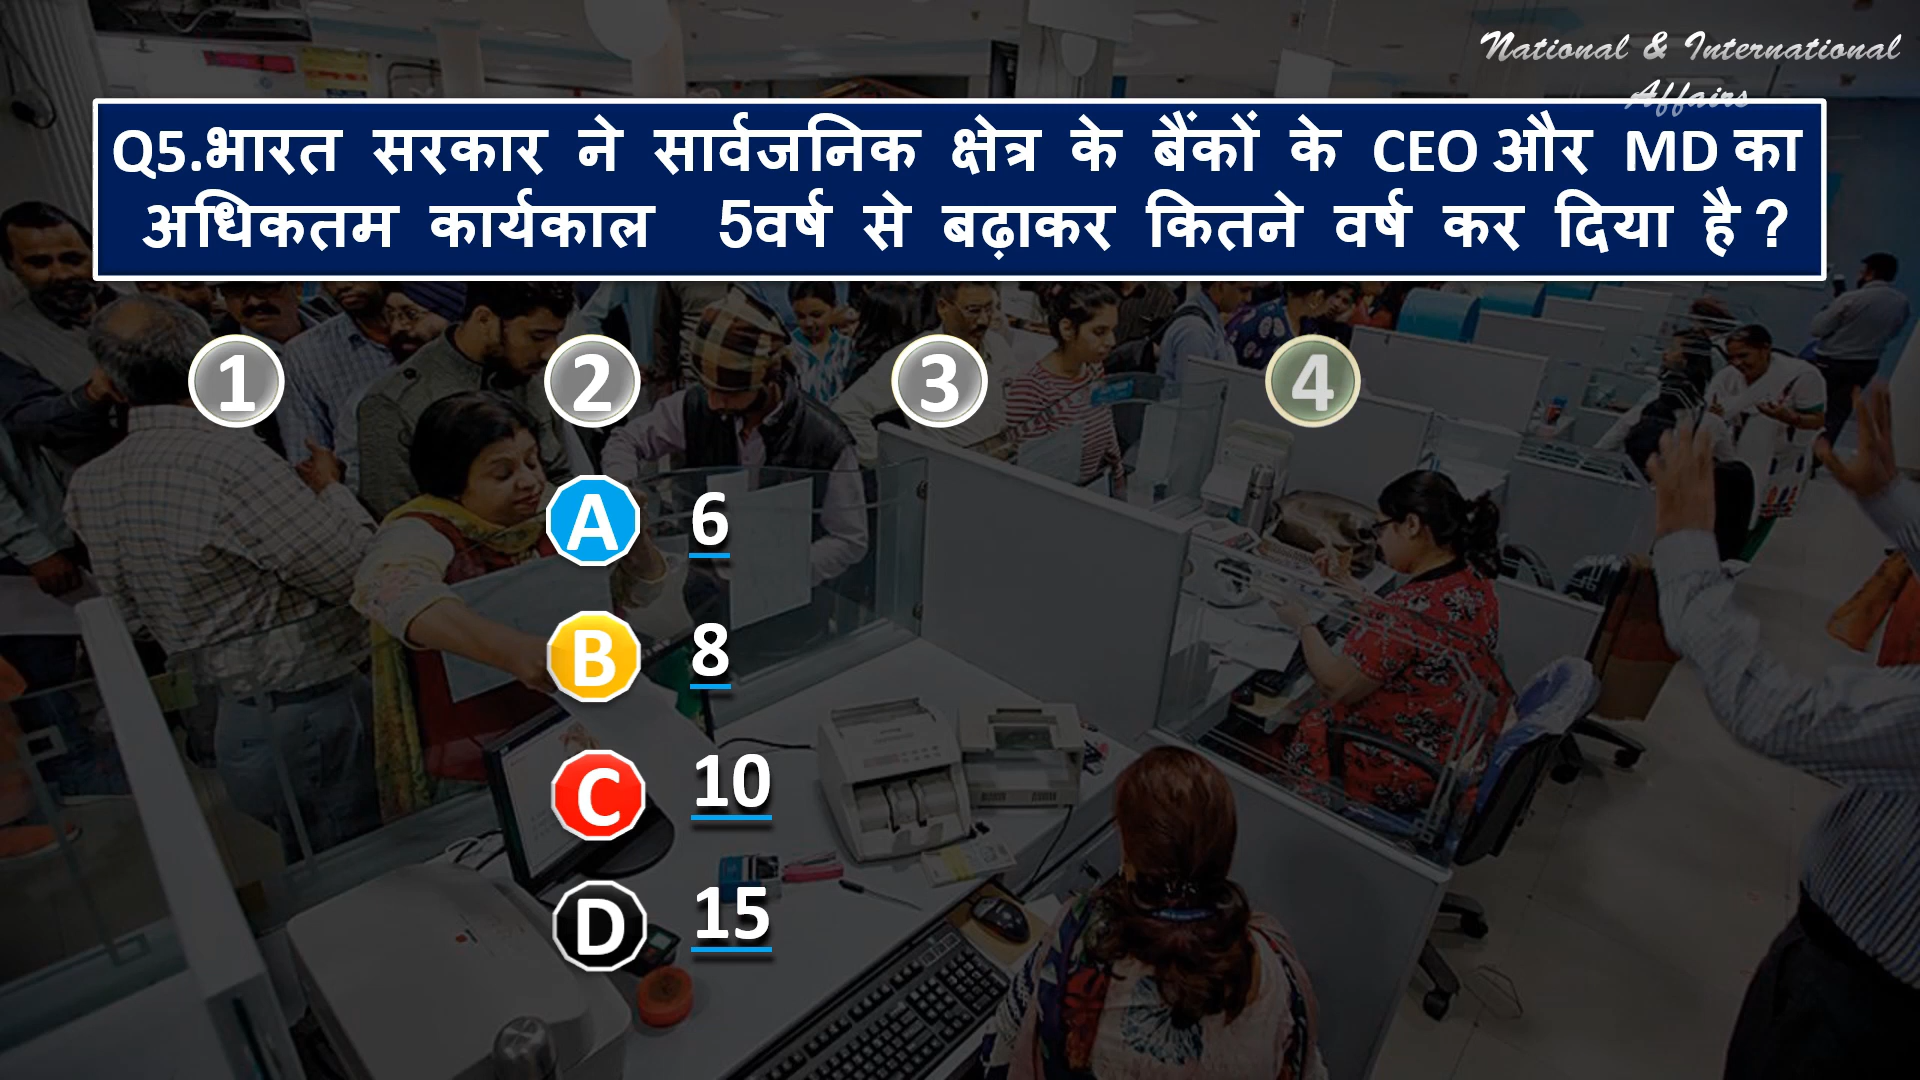 National & International
Affairs
Q5.भारत सरकार ने सार्वजनिक क्षेत्र के बैंकों के CEO और MD का
अधिकतम कार्यकाल 5वर्ष से बढ़ाकर कितने वर्ष कर दिया है ?
1 2 3 4
A 6
B 8
C 10
D 15